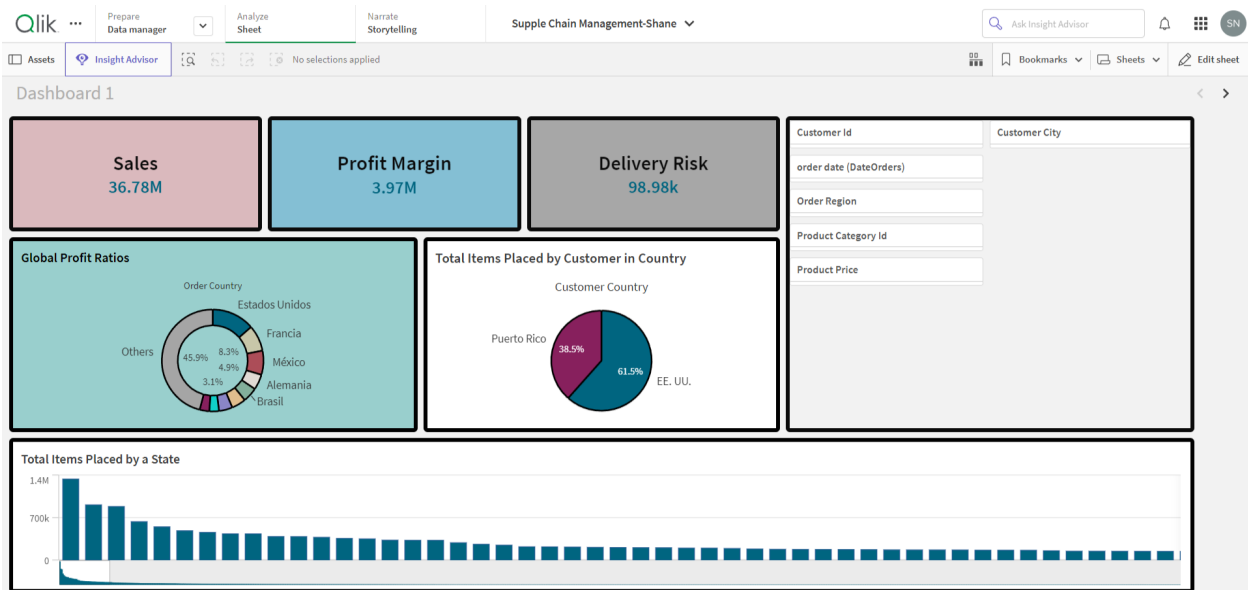 Qlik
Prepare
Data manager
Analyze
Sheet
Narrate
Storytelling
Supple Chain Management-Shane
Ask Insight Advisor
SN
Assets
Insight Advisor
No selections applied
Bookmarks
Sheets
Edit sheet
Dashboard 1
Sales
36.78M
Profit Margin
3.97M
Delivery Risk
98.98k
Customer Id
Customer City
order date (DateOrders)
Order Region
Product Category Id
Product Price
Global Profit Ratios
Order Country
Estados Unidos
Francia
México
Alemania
Brasil
Others
45.9%
8.3%
4.9%
3.1%
Total Items Placed by Customer in Country
Customer Country
Puerto Rico
38.5%
61.5%
EE. UU.
Total Items Placed by a State
1.4M
700k
0